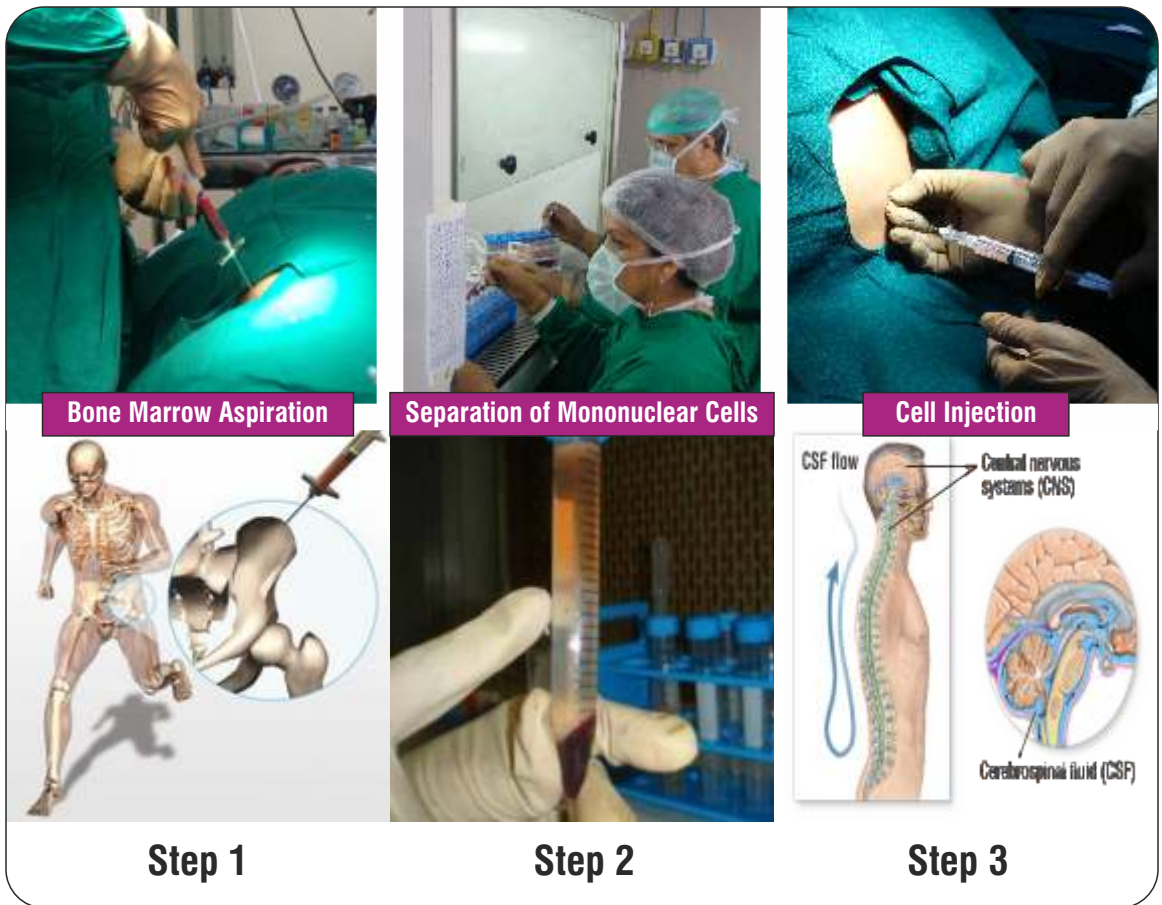 Bone Marrow Aspiration
Separation of Mononuclear Cells
Cell Injection
CSF flow
Central nervous
systems (CNS)
Cerebrospinal fluid (CSF)
Step 1
Step 2
Step 3